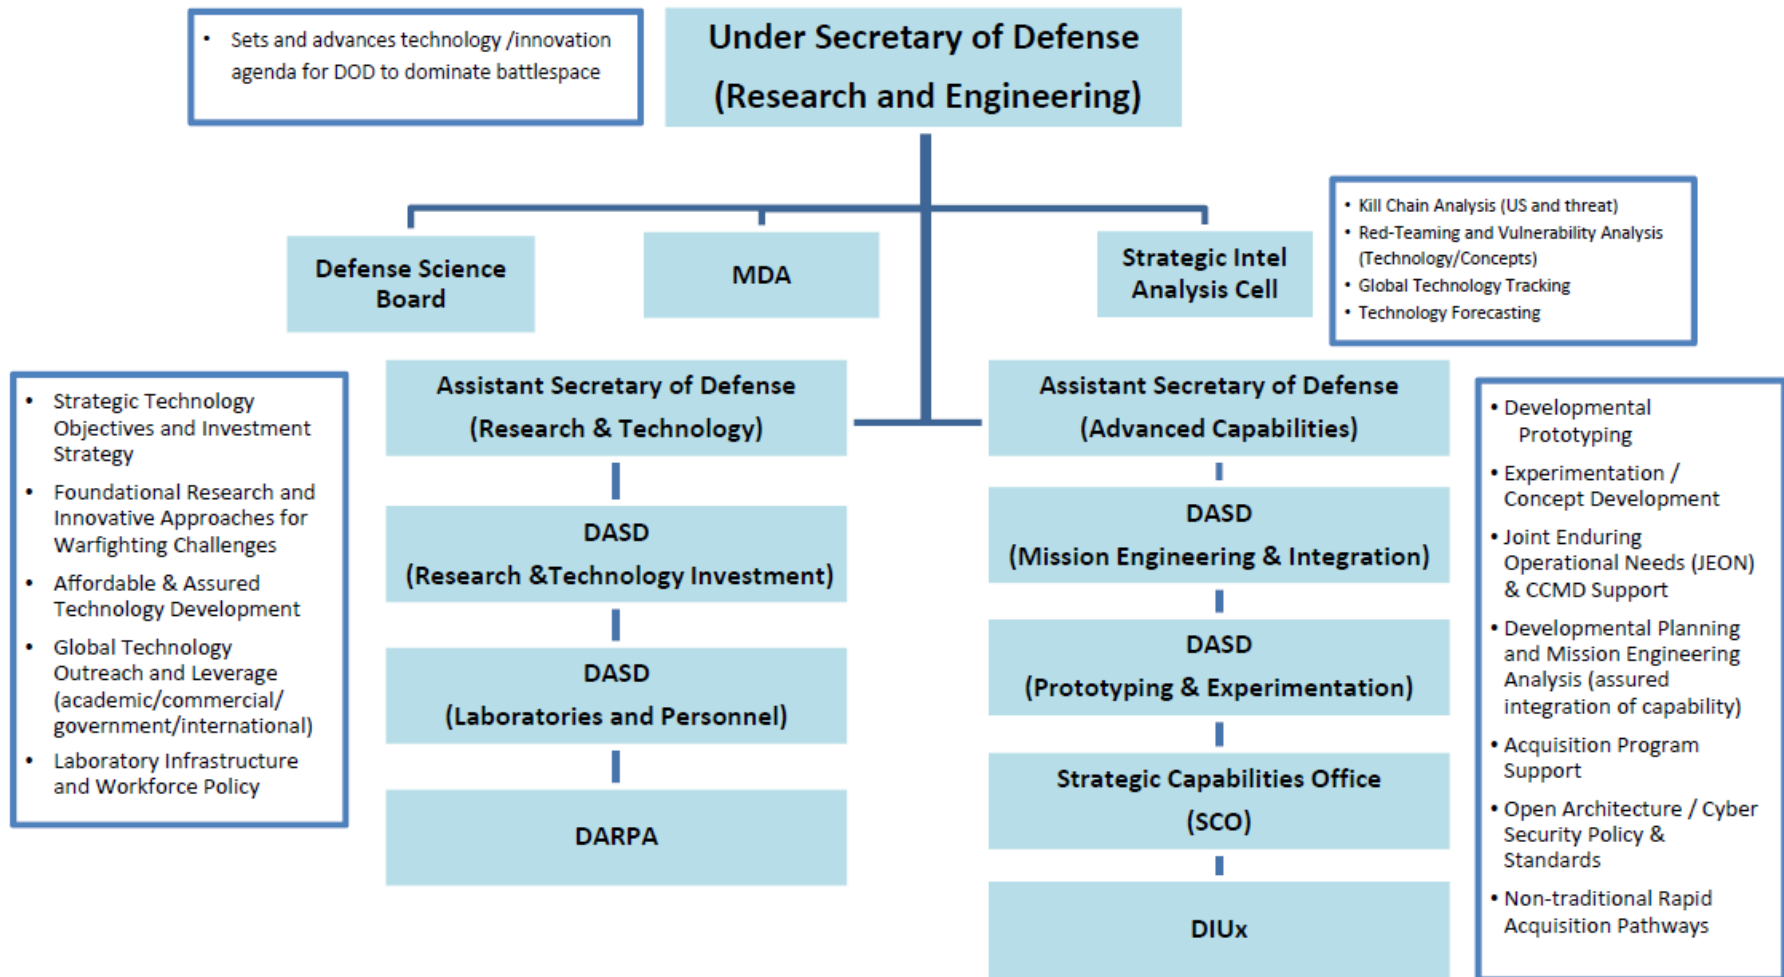 • Sets and advances technology /innovation
agenda for DOD to dominate battlespace
Under Secretary of Defense
(Research and Engineering)
Defense Science
Board
MDA
Strategic Intel
Analysis Cell
• Kill Chain Analysis (US and threat)
• Red-Teaming and Vulnerability Analysis
(Technology/Concepts)
• Global Technology Tracking
• Technology Forecasting
• Strategic Technology
Objectives and Investment
Strategy
• Foundational Research and
Innovative Approaches for
Warfighting Challenges
• Affordable & Assured
Technology Development
• Global Technology
Outreach and Leverage
(academic/commercial/
government/international)
• Laboratory Infrastructure
and Workforce Policy
Assistant Secretary of Defense
(Research & Technology)
DASD
(Research &Technology Investment)
DASD
(Laboratories and Personnel)
DARPA
Assistant Secretary of Defense
(Advanced Capabilities)
DASD
(Mission Engineering & Integration)
DASD
(Prototyping & Experimentation)
Strategic Capabilities Office
(SCO)
DIUx
• Developmental
Prototyping
• Experimentation /
Concept Development
• Joint Enduring
Operational Needs (JEON)
& CCMD Support
• Developmental Planning
and Mission Engineering
Analysis (assured
integration of capability)
• Acquisition Program
Support
• Open Architecture / Cyber
Security Policy &
Standards
• Non-traditional Rapid
Acquisition Pathways